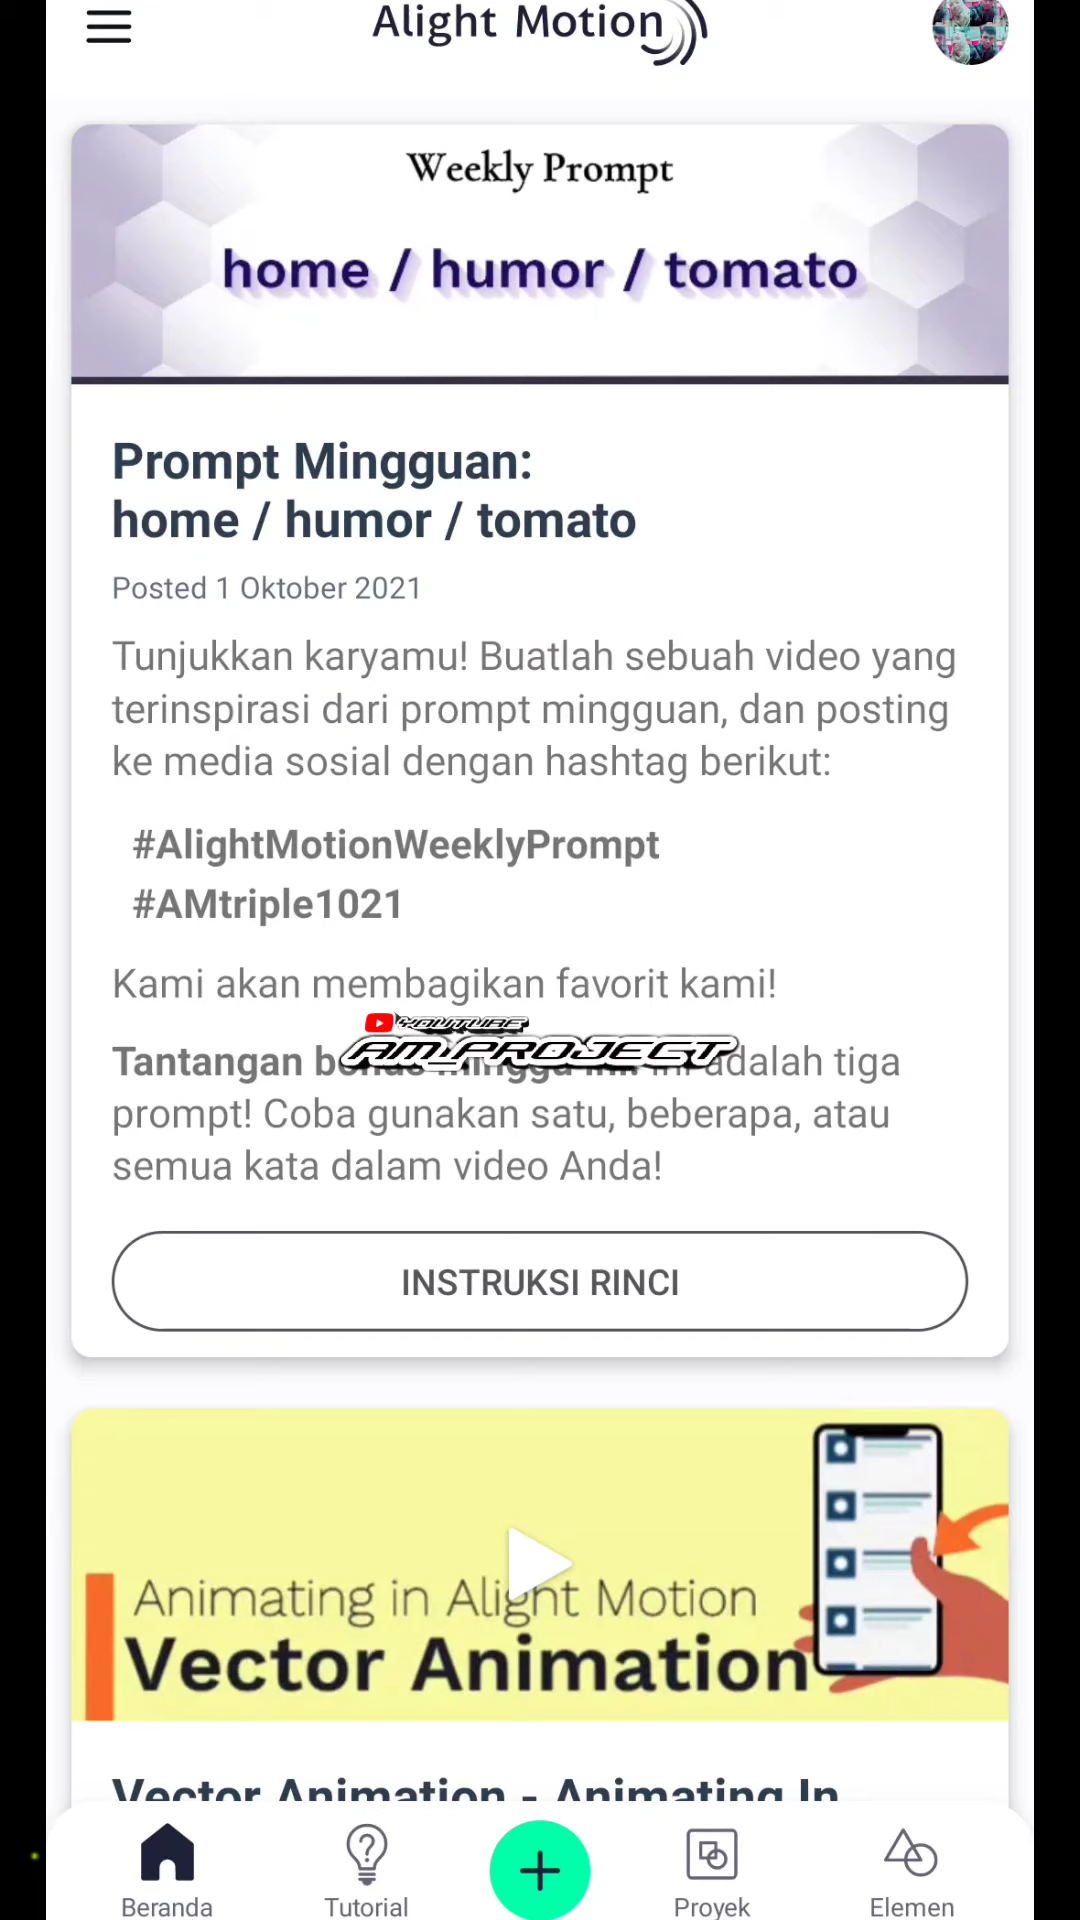 Alight Motion
Weekly Prompt
home / humor / tomato
Prompt Mingguan:
home / humor / tomato
Posted 1 Oktober 2021
Tunjukkan karyamu! Buatlah sebuah video yang
terinspirasi dari prompt mingguan, dan posting
ke media sosial dengan hashtag berikut:
#AlightMotionWeeklyPrompt
#AMtriple1021
Kami akan membagikan favorit kami!
YOUTUBE
AM_PROJECT
Tantangan bonus minggu ini adalah tiga
prompt! Coba gunakan satu, beberapa, atau
semua kata dalam video Anda!
INSTRUKSI RINCI
Animating in Alight Motion
Vector Animation
Vector Animation - Animating In
Beranda
Tutorial
Proyek
Elemen